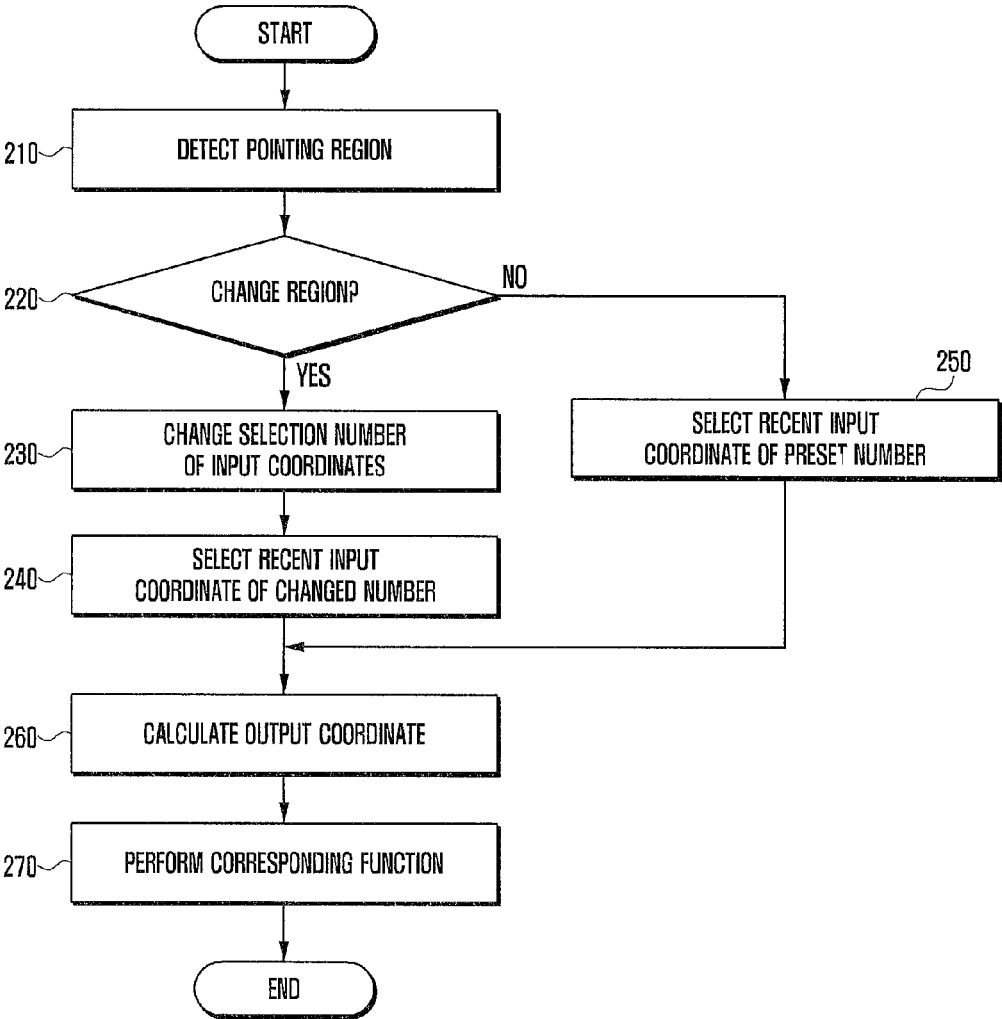 START
210
DETECT POINTING REGION
220
CHANGE REGION?
NO
YES
250
230
CHANGE SELECTION NUMBER
OF INPUT COORDINATES
SELECT RECENT INPUT
COORDINATE OF PRESET NUMBER
240
SELECT RECENT INPUT
COORDINATE OF CHANGED NUMBER
260
CALCULATE OUTPUT COORDINATE
270
PERFORM CORRESPONDING FUNCTION
END